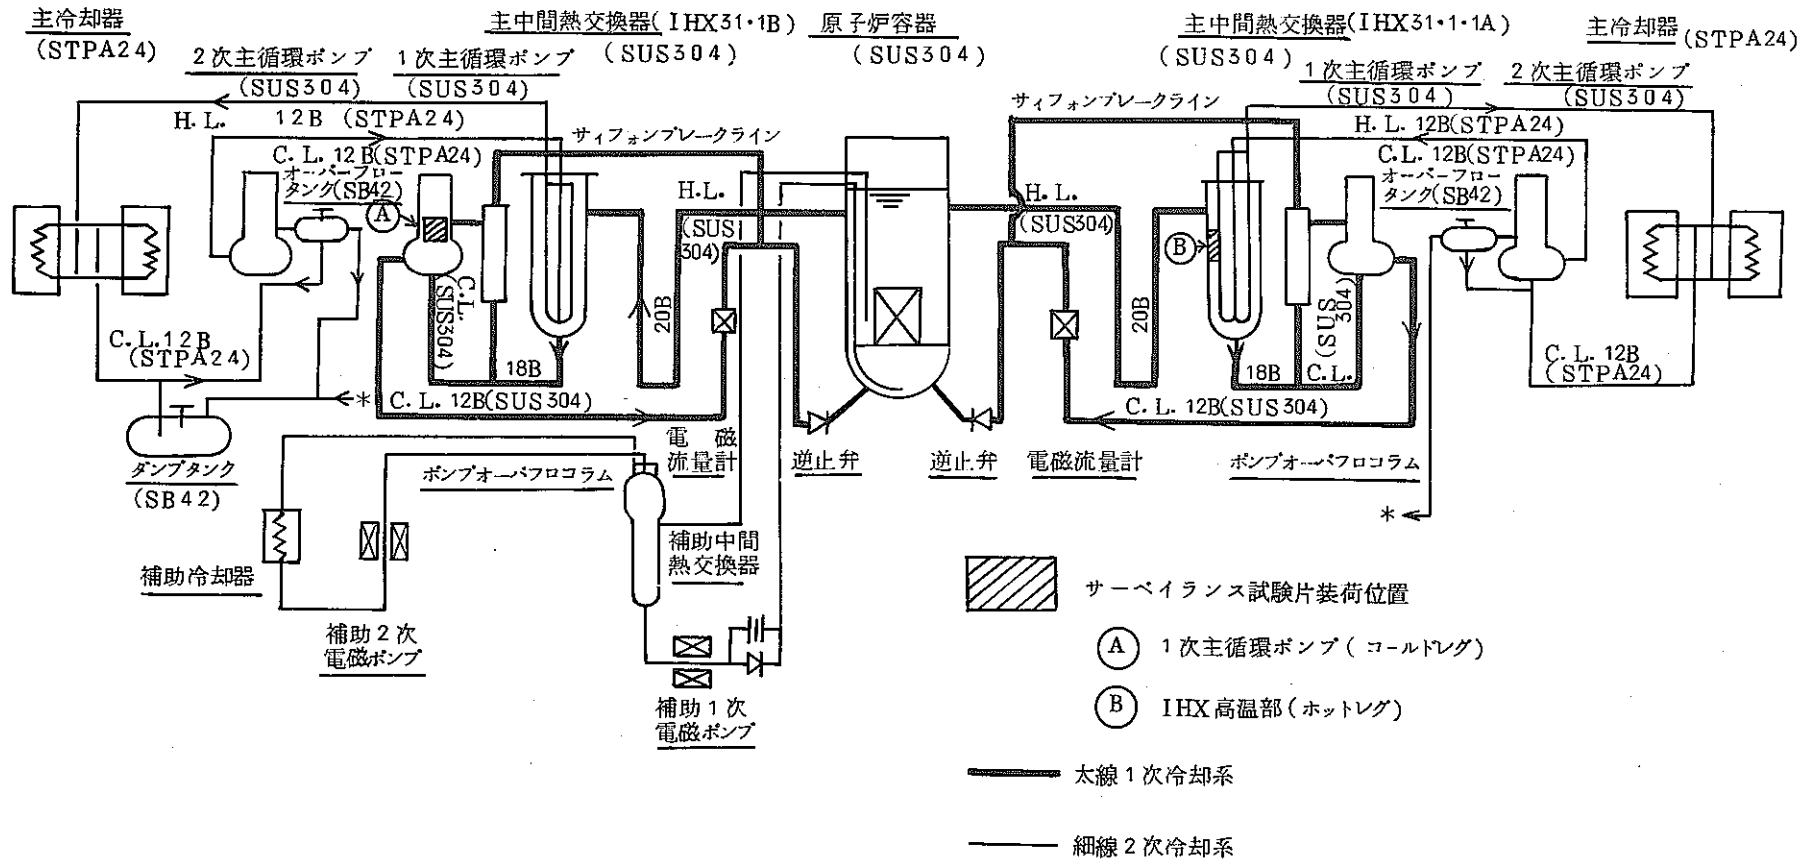 主冷却器
(STPA24)
2次主循環ポンプ
(SUS304)
1次主循環ポンプ
(SUS304)
主中間熱交換器(IHX31・1B)
(SUS304)
原子炉容器
(SUS304)
主中間熱交換器(IHX31・1・1A)
(SUS304)
1次主循環ポンプ
(SUS304)
2次主循環ポンプ
(SUS304)
主冷却器(STPA24)
H.L. 12B (STPA24)
C.L. 12B(STPA24)
オーバーフロー
タンク(SB42)
A
サイフォンブレークライン
H.L.
(SUS
304)
サイフォンブレークライン
H.L.
(SUS304)
H.L. 12B(STPA24)
C.L. 12B(STPA24)
オーバーフロー
タンク(SB42)
B
C.L.
(SUS304)
20B
18B
20B
18B
(SUS
304)
C.L.
C.L.12B
(STPA24)
C.L. 12B
(STPA24)
*
C.L. 12B(SUS304)
C.L. 12B(SUS304)
ダンプタンク
(SB42)
ポンプオーバフロコラム
電磁
流量計
逆止弁
逆止弁
電磁流量計
ポンプオーバフロコラム
*
補助冷却器
補助中間
熱交換器
補助2次
電磁ポンプ
補助1次
電磁ポンプ
サーベイランス試験片装荷位置
A 1次主循環ポンプ(コールドレグ)
B IHX高温部(ホットレグ)
太線1次冷却系
細線2次冷却系